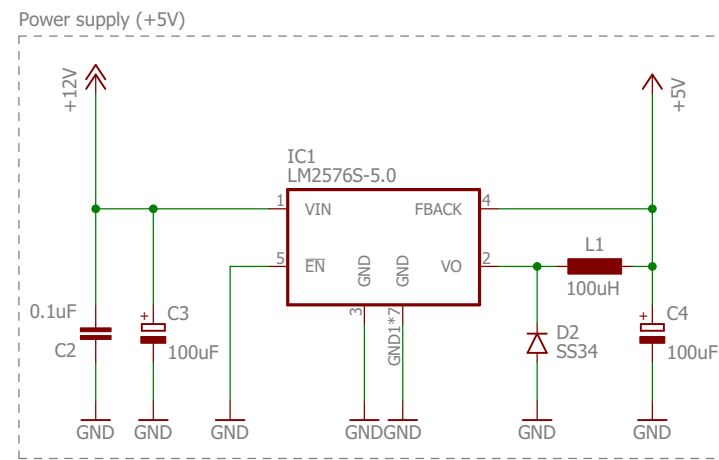 Power supply (+5V)
+12V
+5V
IC1
LM2576S-5.0
1
VIN
FBACK
4
5
EN
GND
GND
VO
2
L1
100uH
3
GND1*7
0.1uF
C2
C3
+
100uF
D2
SS34
C4
+
100uF
GND
GND
GND
GND
GND
GND
GND